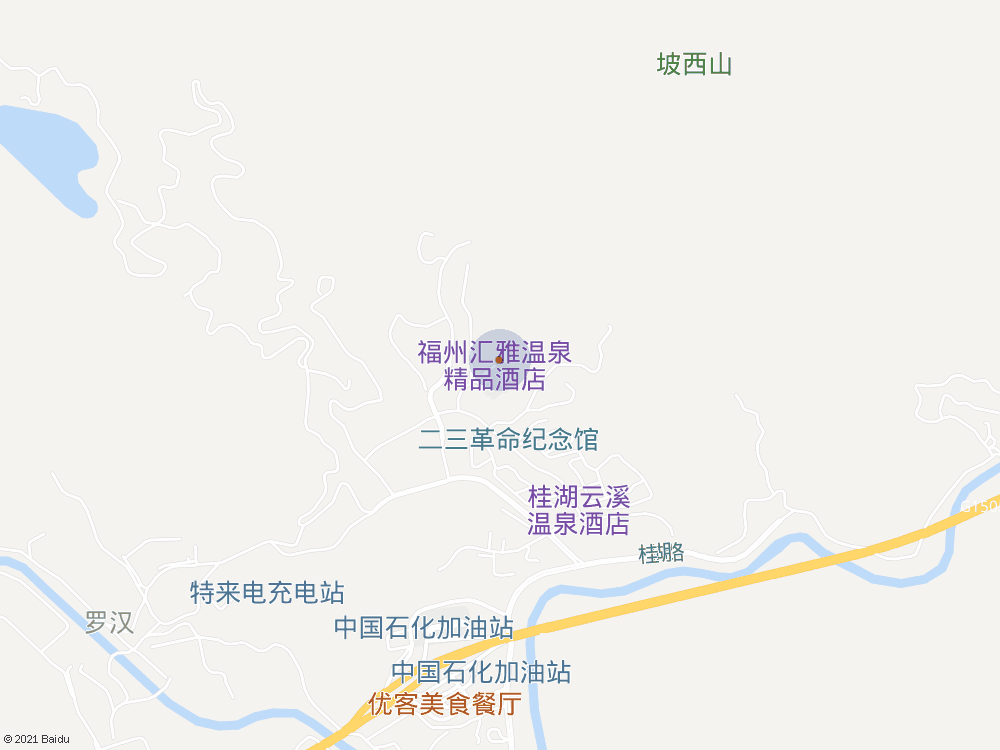 坡西山
福州汇雅温泉
精品酒店
二三革命纪念馆
桂湖云溪
温泉酒店
G150
桂湖路
特来电充电站
罗汉
中国石化加油站
中国石化加油站
优客美食餐厅
© 2021 Baidu